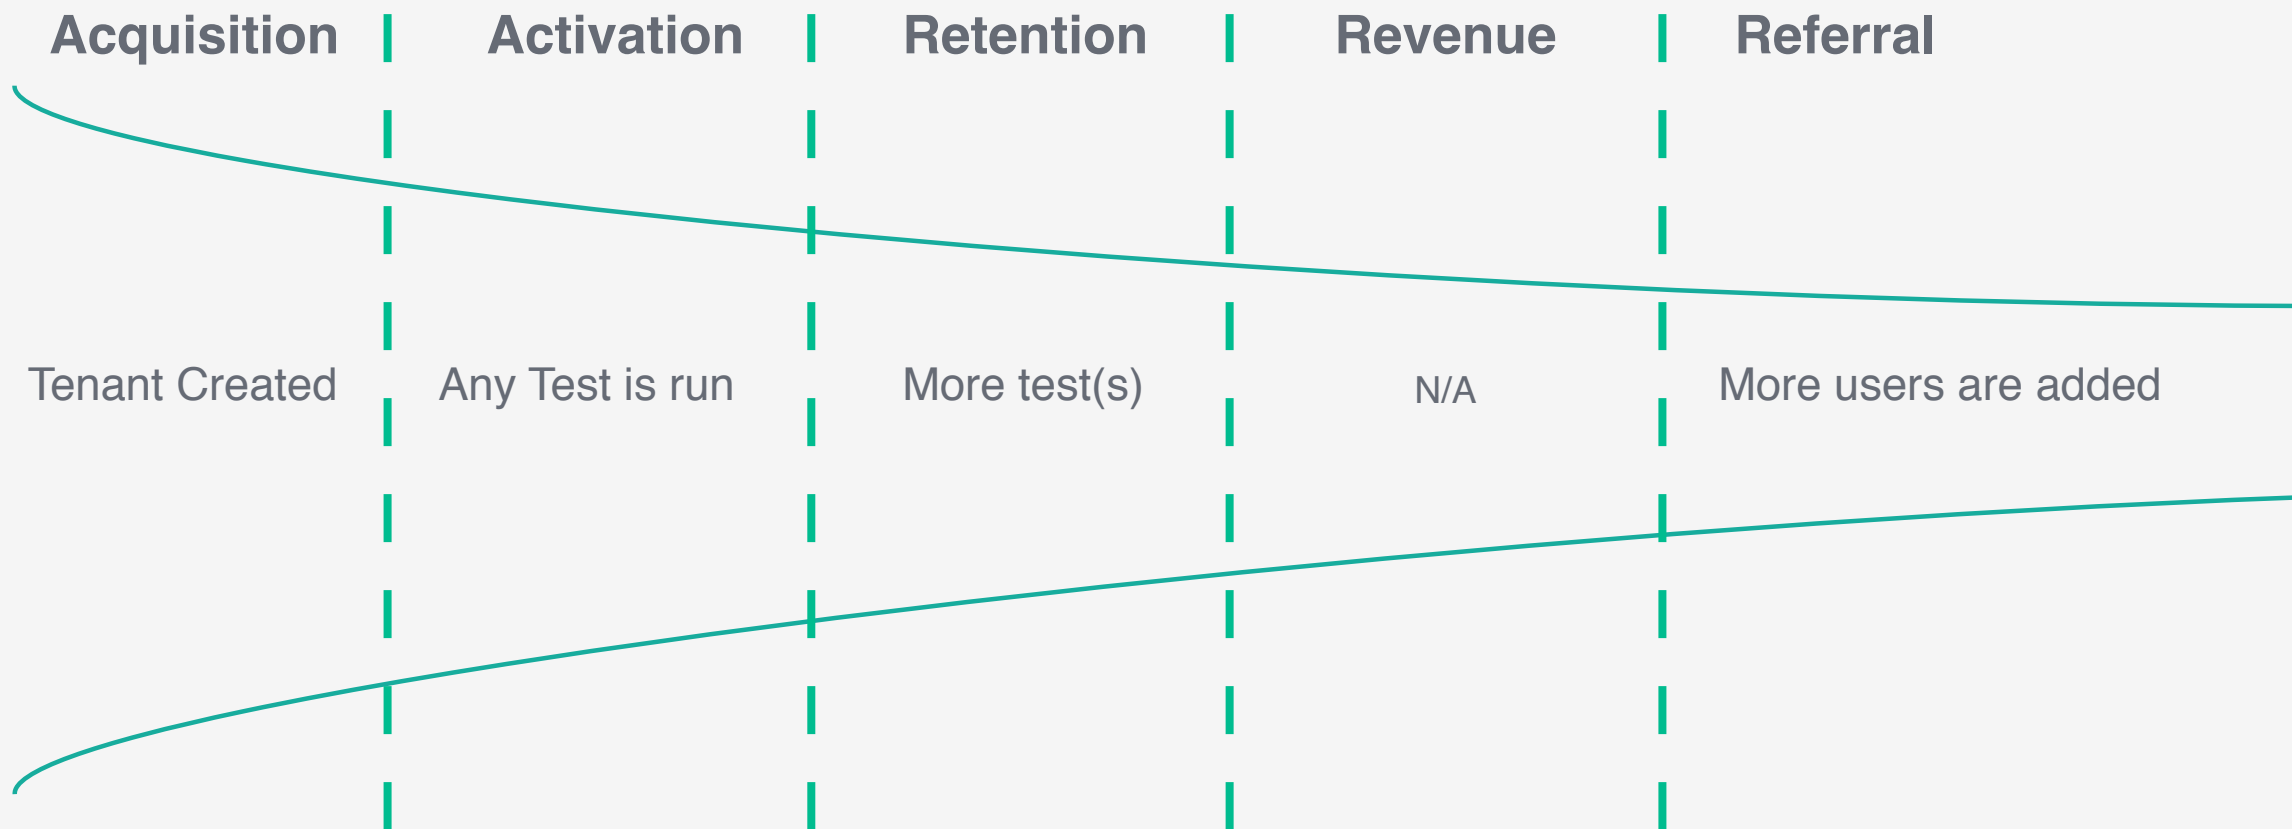 Acquisition
Activation
Retention
Revenue
Referral
Tenant Created
Any Test is run
More test(s)
N/A
More users are added